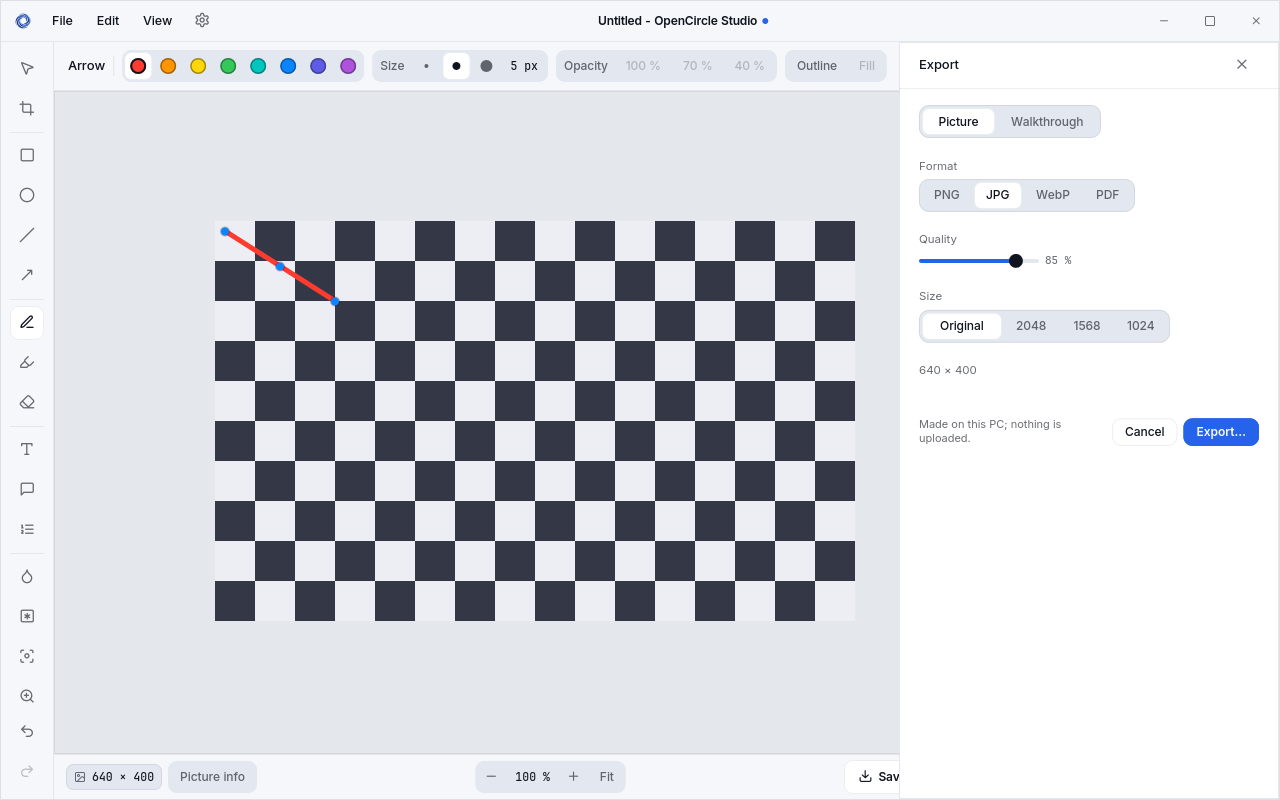 File Edit View
Untitled - OpenCircle Studio
Arrow
Size 5 px
Opacity 100 % 70 % 40 %
Outline Fill
Export
Picture Walkthrough
Format
PNG JPG WebP PDF
Quality
85 %
Size
Original 2048 1568 1024
640 × 400
Made on this PC; nothing is
uploaded.
Cancel Export...
640 × 400 Picture info
100 % Fit
Sav